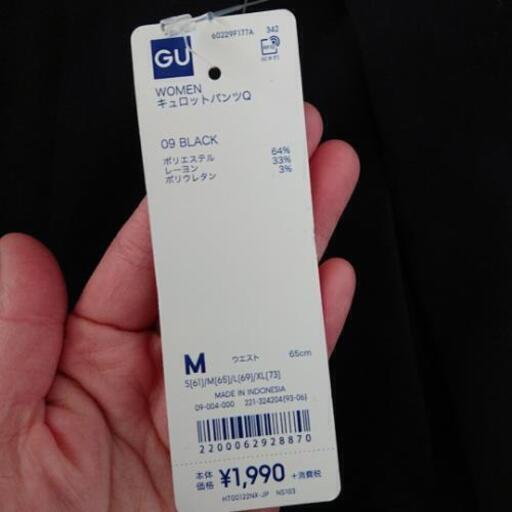 60229F177A 342
GU
WOMEN
キュロットパンツQ
09 BLACK
ポリエステル 64%
レーヨン 33%
ポリウレタン 3%
M ウエスト 65cm
S(61)/M(65)/L(69)/XL(73)
MADE IN INDONESIA
09-004-000 221-324204(93-06)
2200062928870
本体価格 ¥1,990 +消費税
HT00122NX-JP NS103